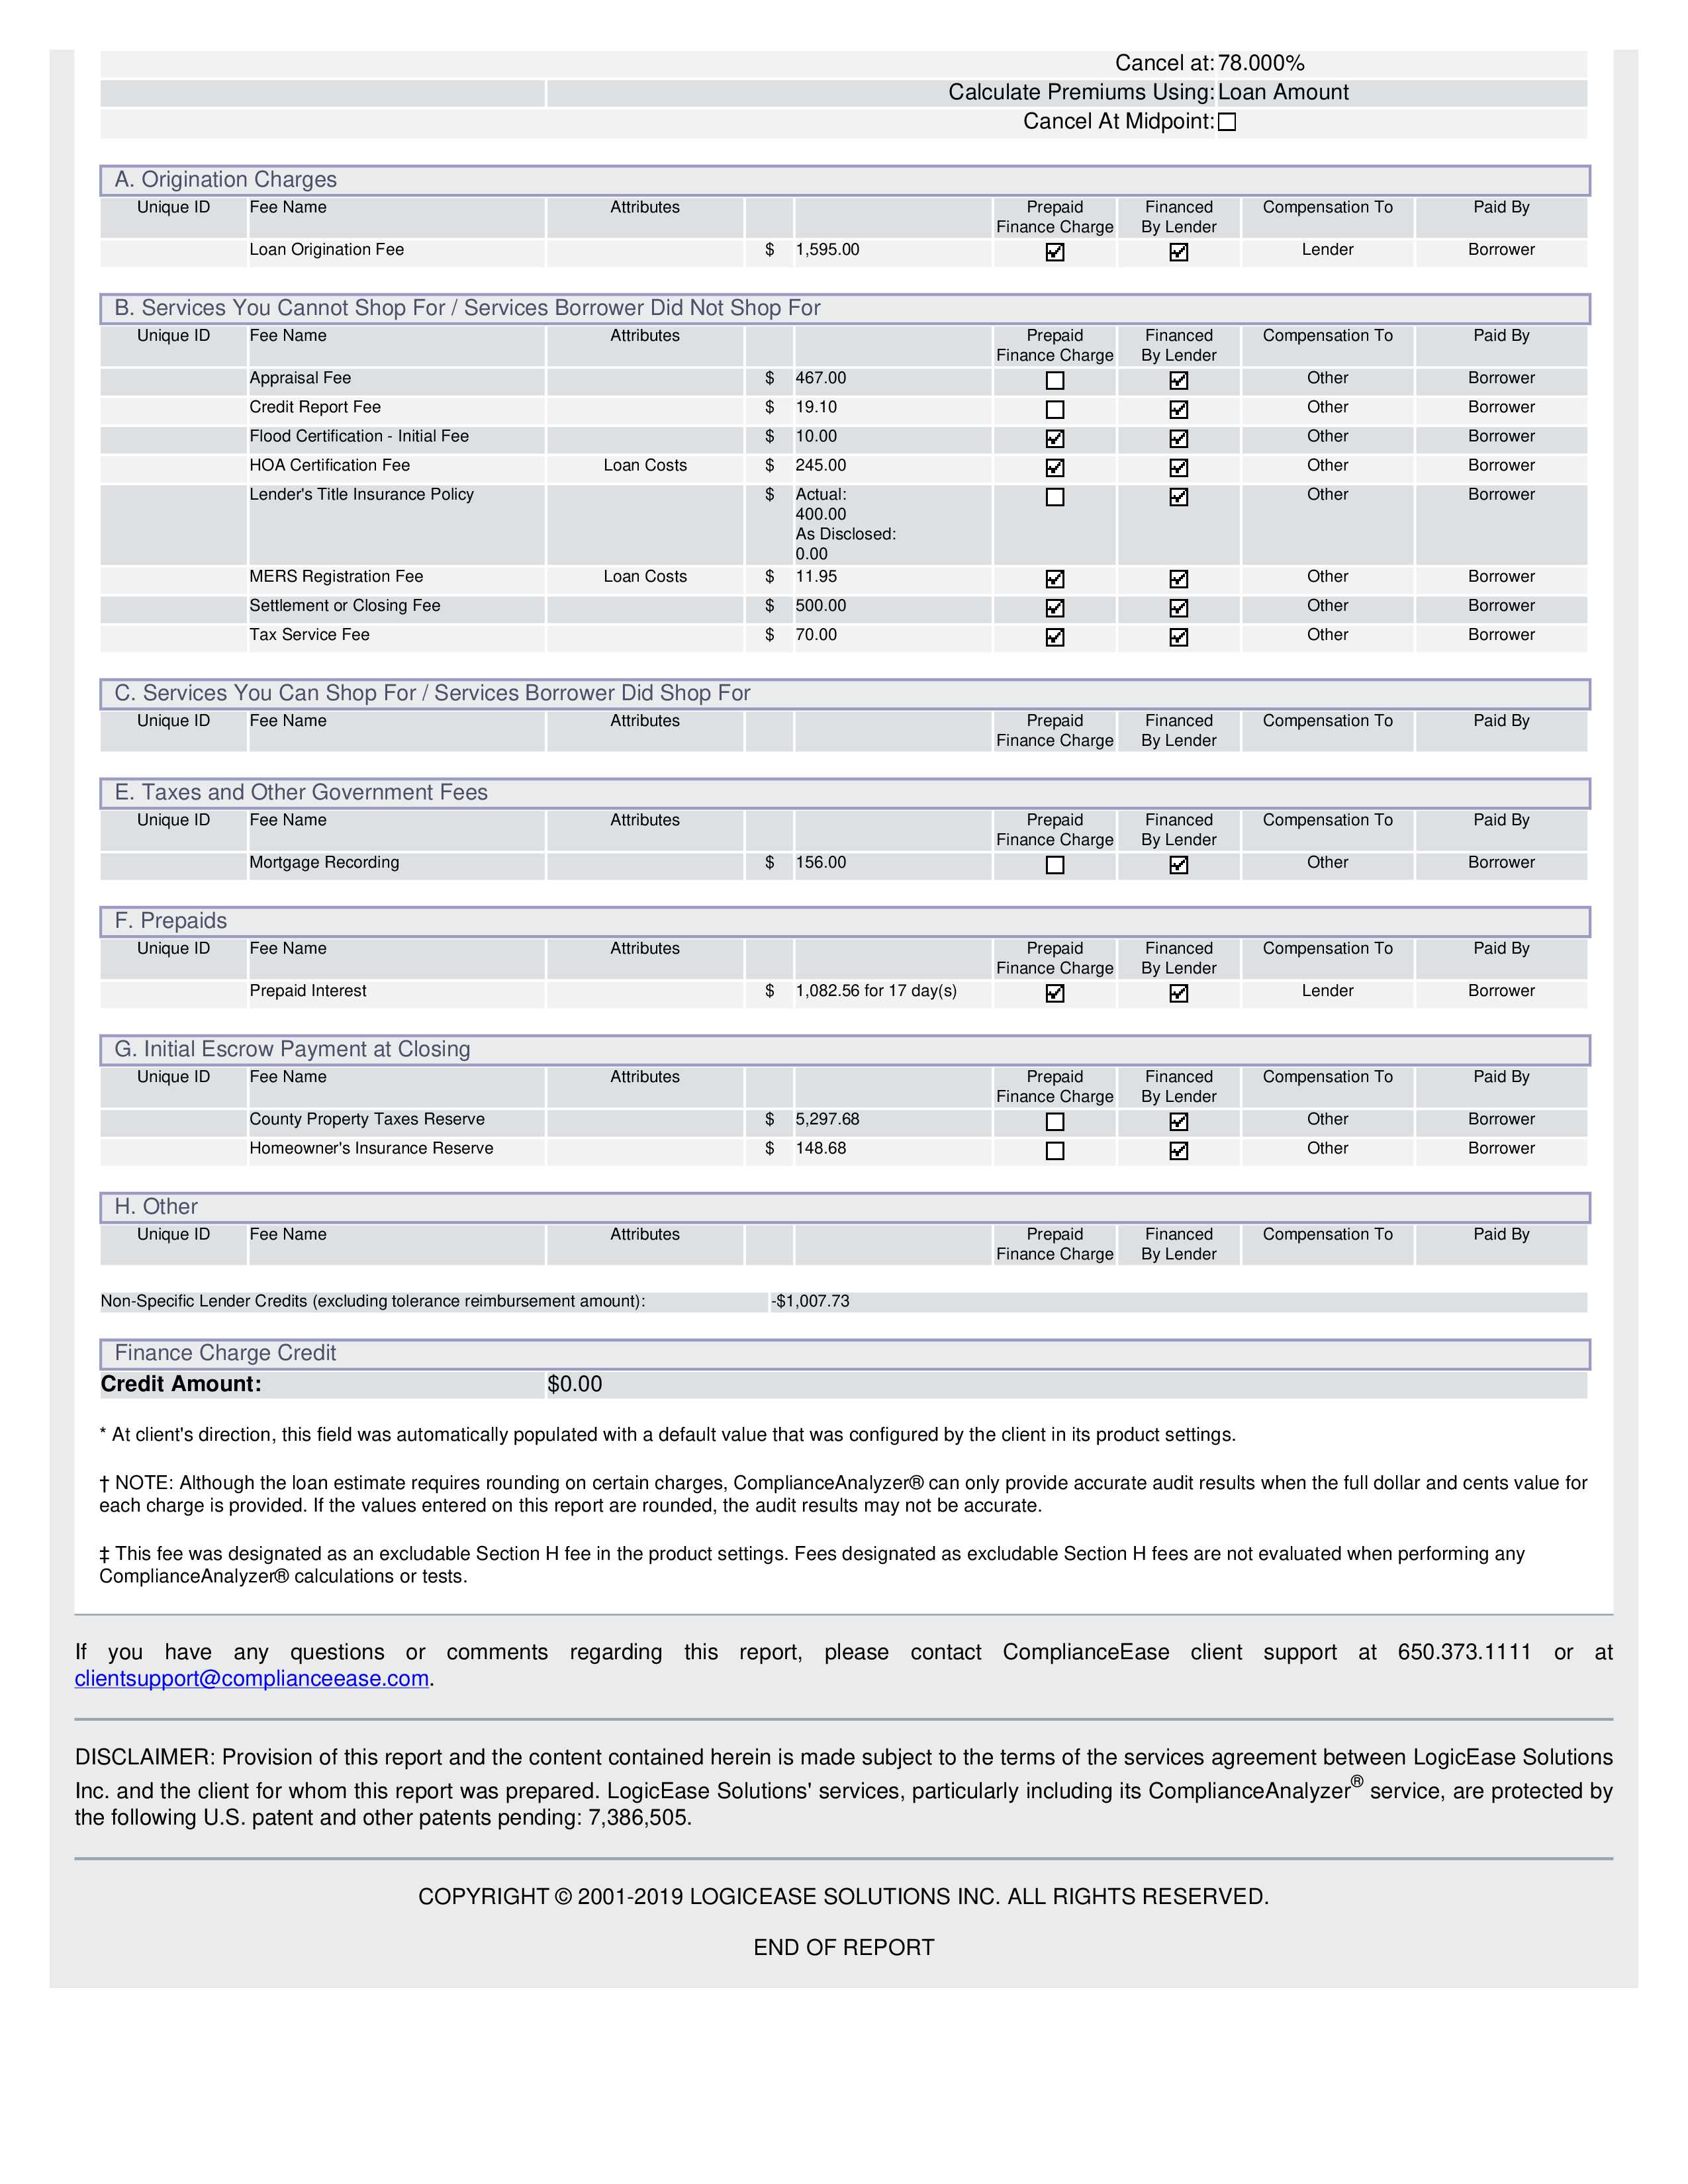 Cancel at: 78.000%
Calculate Premiums Using: Loan Amount
Cancel At Midpoint: ☐
A. Origination Charges
Unique ID Fee Name Attributes Prepaid Finance Charge Financed By Lender Compensation To Paid By
Loan Origination Fee $ 1,595.00 ☑ ☑ Lender Borrower
B. Services You Cannot Shop For / Services Borrower Did Not Shop For
Unique ID Fee Name Attributes Prepaid Finance Charge Financed By Lender Compensation To Paid By
Appraisal Fee $ 467.00 ☐ ☑ Other Borrower
Credit Report Fee $ 19.10 ☐ ☑ Other Borrower
Flood Certification - Initial Fee $ 10.00 ☑ ☑ Other Borrower
HOA Certification Fee Loan Costs $ 245.00 ☑ ☑ Other Borrower
Lender's Title Insurance Policy $ Actual: 400.00 As Disclosed: 0.00 ☐ ☑ Other Borrower
MERS Registration Fee Loan Costs $ 11.95 ☑ ☑ Other Borrower
Settlement or Closing Fee $ 500.00 ☑ ☑ Other Borrower
Tax Service Fee $ 70.00 ☑ ☑ Other Borrower
C. Services You Can Shop For / Services Borrower Did Shop For
Unique ID Fee Name Attributes Prepaid Finance Charge Financed By Lender Compensation To Paid By
E. Taxes and Other Government Fees
Unique ID Fee Name Attributes Prepaid Finance Charge Financed By Lender Compensation To Paid By
Mortgage Recording $ 156.00 ☐ ☑ Other Borrower
F. Prepaids
Unique ID Fee Name Attributes Prepaid Finance Charge Financed By Lender Compensation To Paid By
Prepaid Interest $ 1,082.56 for 17 day(s) ☑ ☑ Lender Borrower
G. Initial Escrow Payment at Closing
Unique ID Fee Name Attributes Prepaid Finance Charge Financed By Lender Compensation To Paid By
County Property Taxes Reserve $ 5,297.68 ☐ ☑ Other Borrower
Homeowner's Insurance Reserve $ 148.68 ☐ ☑ Other Borrower
H. Other
Unique ID Fee Name Attributes Prepaid Finance Charge Financed By Lender Compensation To Paid By
Non-Specific Lender Credits (excluding tolerance reimbursement amount): -$1,007.73
Finance Charge Credit
Credit Amount: $0.00
* At client's direction, this field was automatically populated with a default value that was configured by the client in its product settings.
† NOTE: Although the loan estimate requires rounding on certain charges, ComplianceAnalyzer® can only provide accurate audit results when the full dollar and cents value for
each charge is provided. If the values entered on this report are rounded, the audit results may not be accurate.
‡ This fee was designated as an excludable Section H fee in the product settings. Fees designated as excludable Section H fees are not evaluated when performing any
ComplianceAnalyzer® calculations or tests.
If you have any questions or comments regarding this report, please contact ComplianceEase client support at 650.373.1111 or at
clientsupport@complianceease.com.
DISCLAIMER: Provision of this report and the content contained herein is made subject to the terms of the services agreement between LogicEase Solutions
Inc. and the client for whom this report was prepared. LogicEase Solutions' services, particularly including its ComplianceAnalyzer® service, are protected by
the following U.S. patent and other patents pending: 7,386,505.
COPYRIGHT © 2001-2019 LOGICEASE SOLUTIONS INC. ALL RIGHTS RESERVED.
END OF REPORT